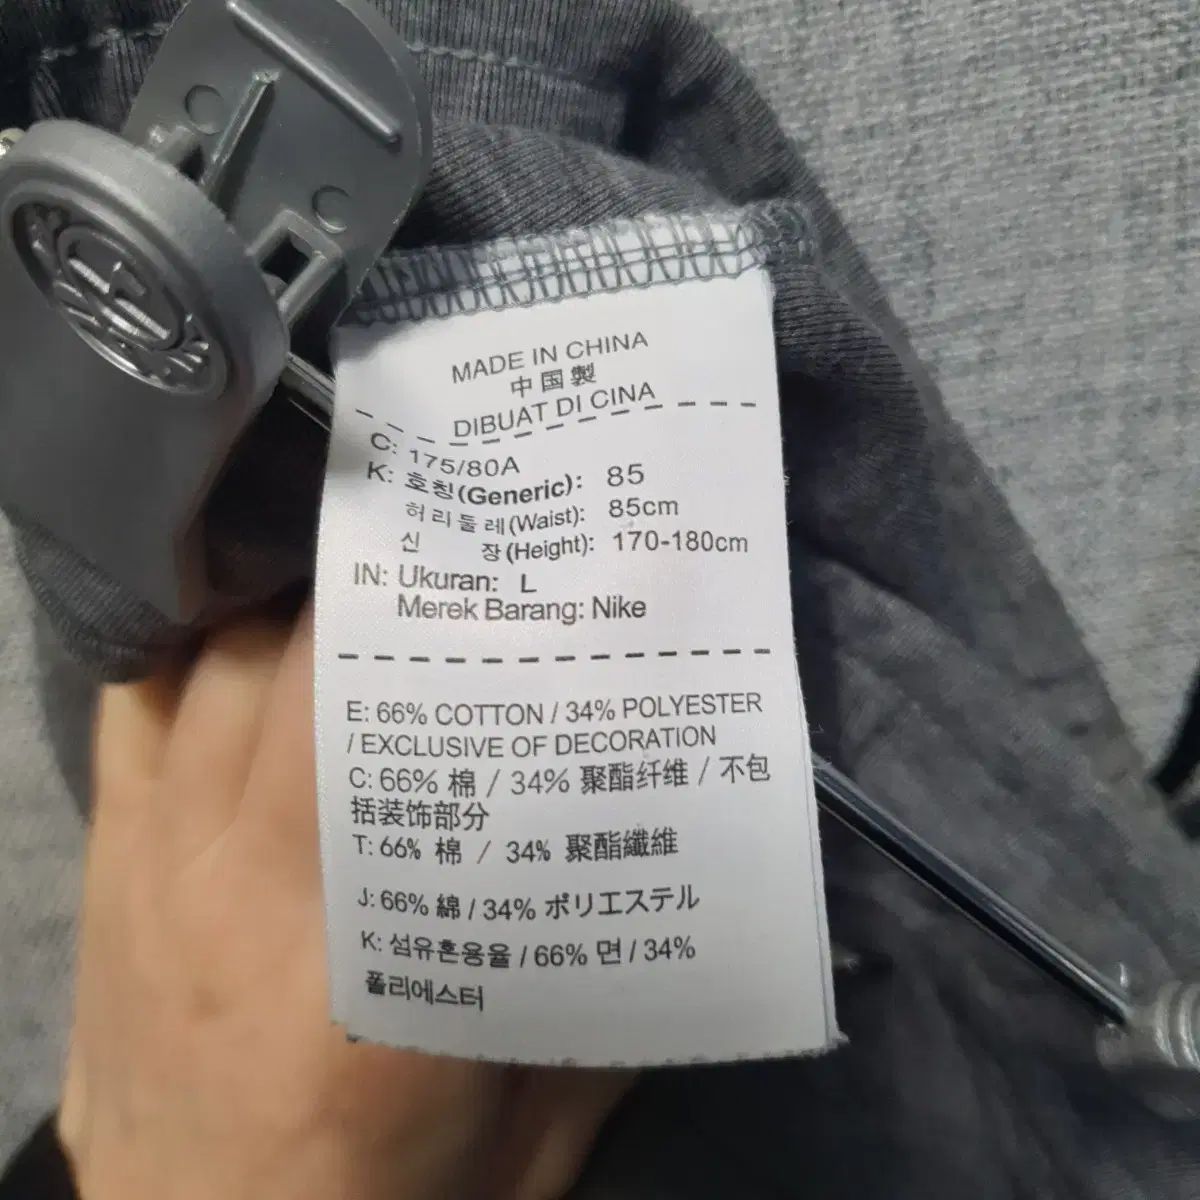 MADE IN CHINA
中国製
DIBUAT DI CINA
C: 175/80A
K: 호칭(Generic): 85
허리둘레(Waist): 85cm
신 장(Height): 170-180cm
IN: Ukuran: L
Merek Barang: Nike
E: 66% COTTON / 34% POLYESTER
/ EXCLUSIVE OF DECORATION
C: 66% 棉 / 34% 聚酯纤维 / 不包
括装饰部分
T: 66% 棉 / 34% 聚酯纖維
J: 66% 綿 / 34% ポリエステル
K: 섬유혼용율 / 66% 면 / 34%
폴리에스터